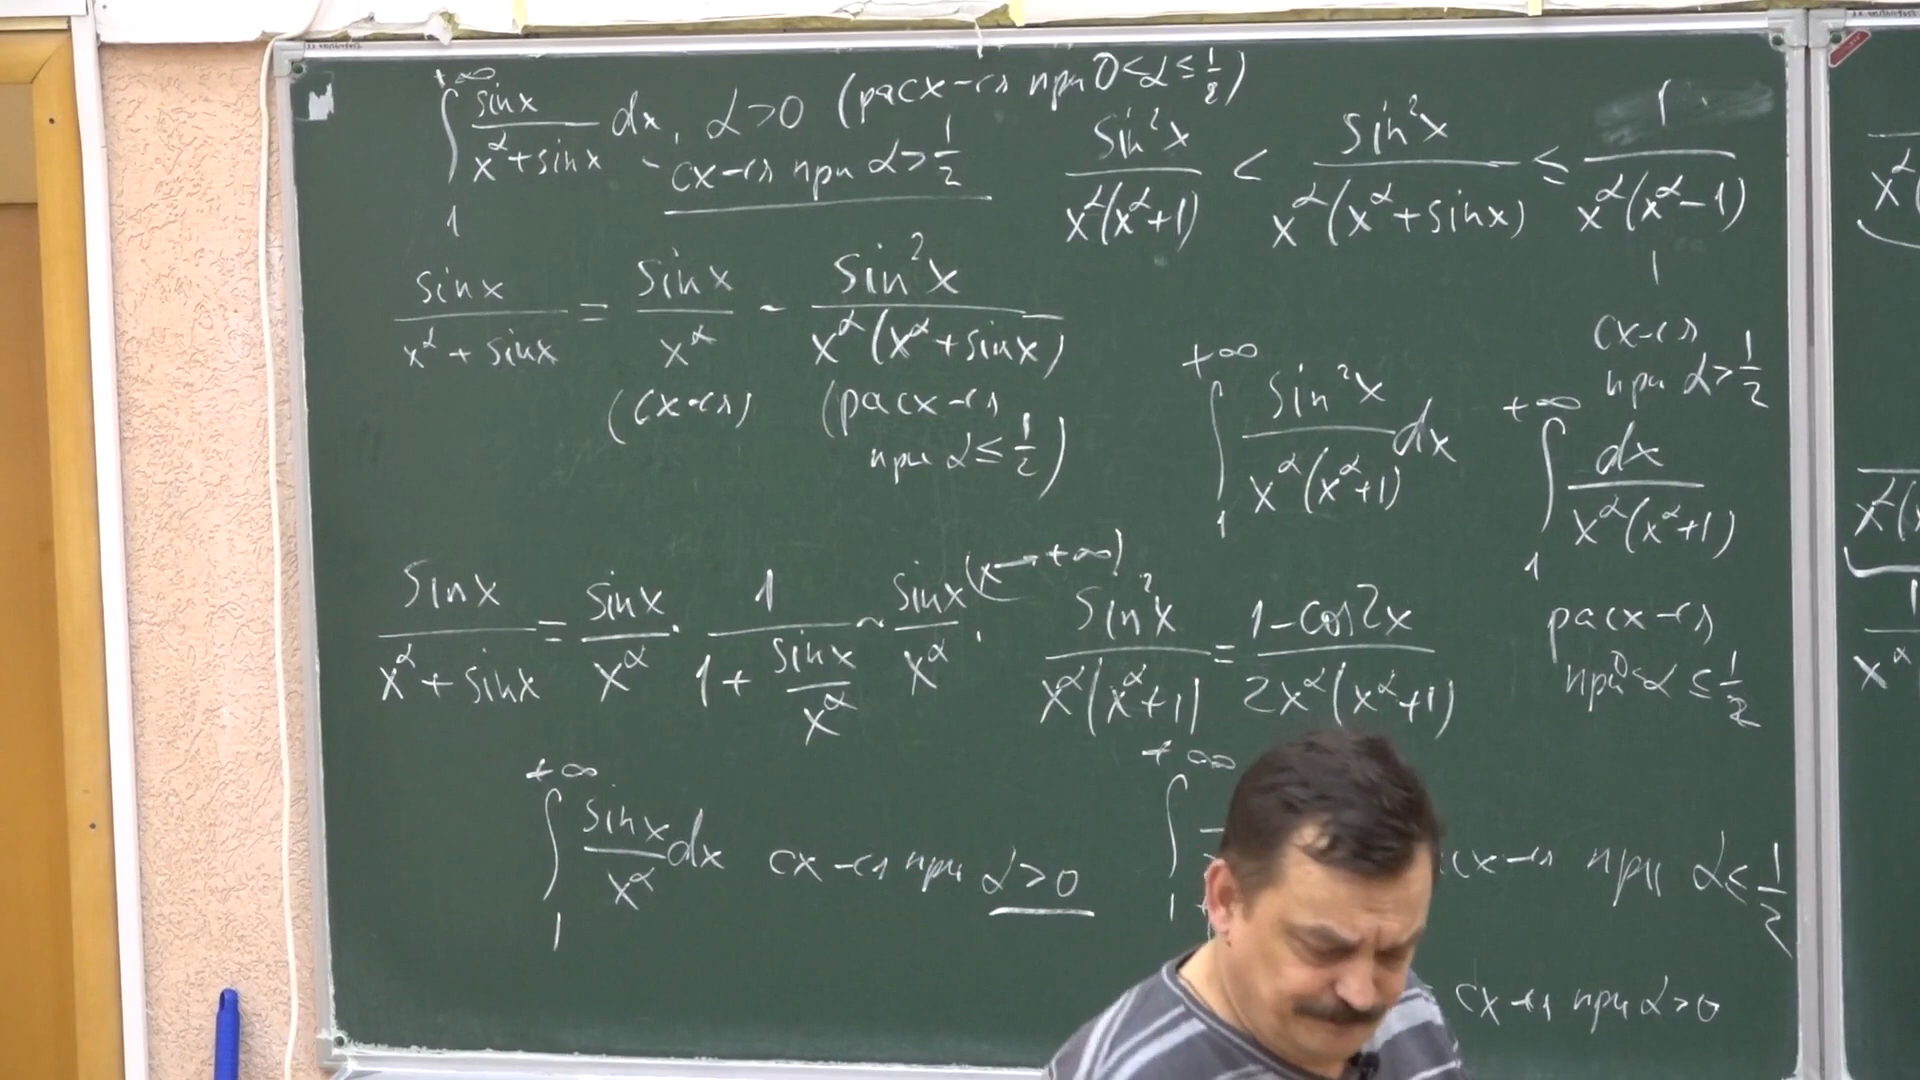 ∫₁^{+∞} sinx/(x^α+sinx) dx, α>0 (расх-ся при 0<α≤1/2)
сх-ся при α>1/2
sinx/(x^α+sinx) = sinx/x^α - sin²x/(x^α(x^α+sinx))
(сх-ся) (расх-ся
при α≤1/2)
sinx/(x^α+sinx) = sinx/x^α · 1/(1+sinx/x^α) ~ sinx/x^α (x→+∞).
∫₁^{+∞} sinx/x^α dx сх-ся при α>0
sin²x/(x^α(x^α+1)) < sin²x/(x^α(x^α+sinx)) ≤ 1/(x^α(x^α-1))
1
сх-ся
при α>1/2
∫₁^{+∞} sin²x/(x^α(x^α+1)) dx
∫₁^{+∞} dx/(x^α(x^α+1))
расх-ся
при 0<α≤1/2
sin²x/(x^α(x^α+1)) = (1-cos2x)/(2x^α(x^α+1))
+∞
∫
1
сх-ся при α≤1/2
сх-ся при α>0